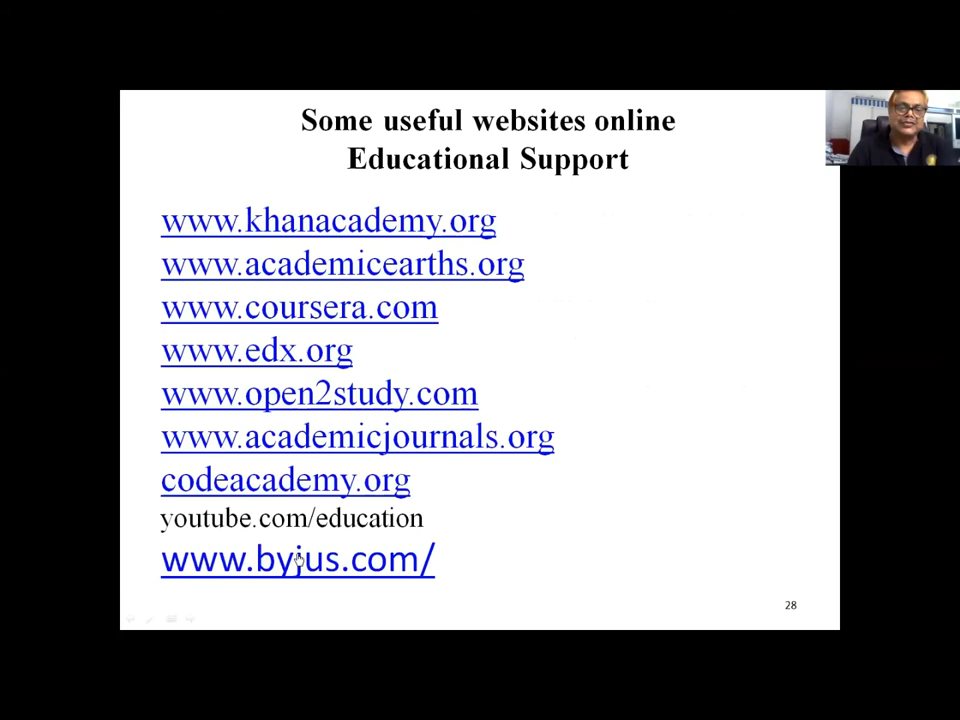 Some useful websites online
Educational Support
www.khanacademy.org
www.academicearths.org
www.coursera.com
www.edx.org
www.open2study.com
www.academicjournals.org
codeacademy.org
youtube.com/education
www.byjus.com/
28